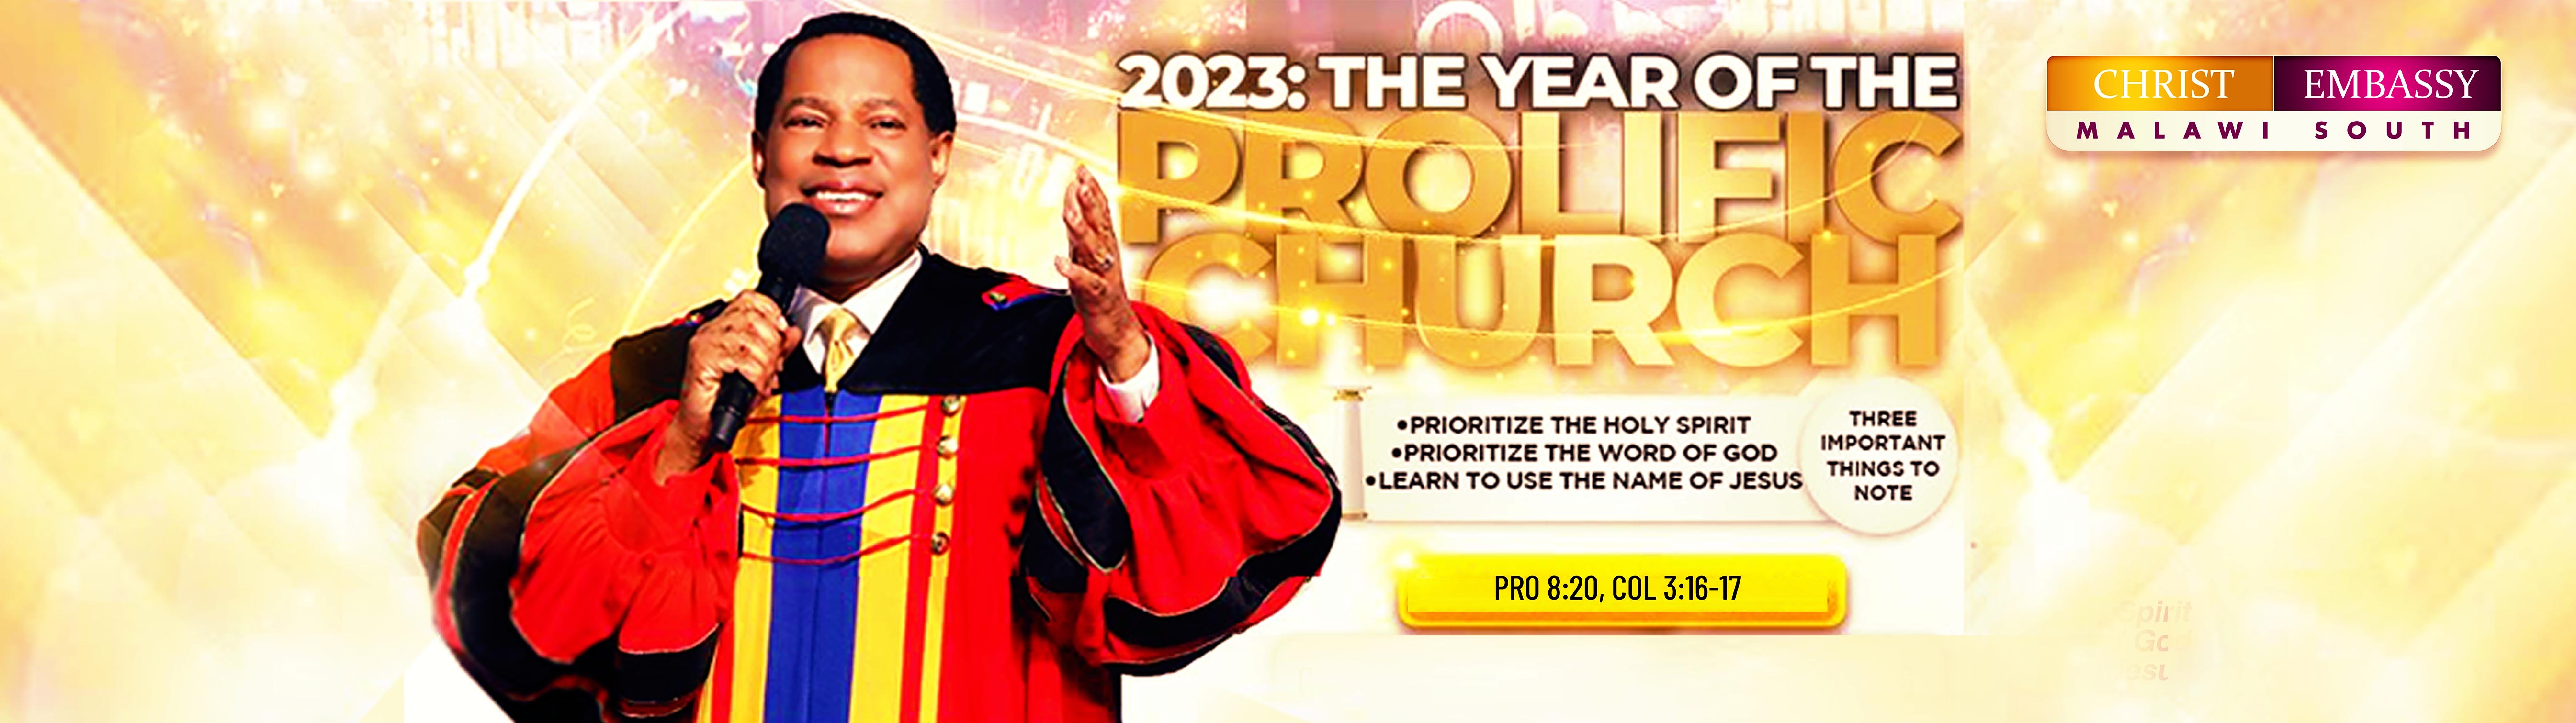 2023: THE YEAR OF THE
PROLIFIC
CHURCH
CHRIST EMBASSY
MALAWI SOUTH
•PRIORITIZE THE HOLY SPIRIT
•PRIORITIZE THE WORD OF GOD
•LEARN TO USE THE NAME OF JESUS
THREE
IMPORTANT
THINGS TO
NOTE
PRO 8:20, COL 3:16-17
Spirit